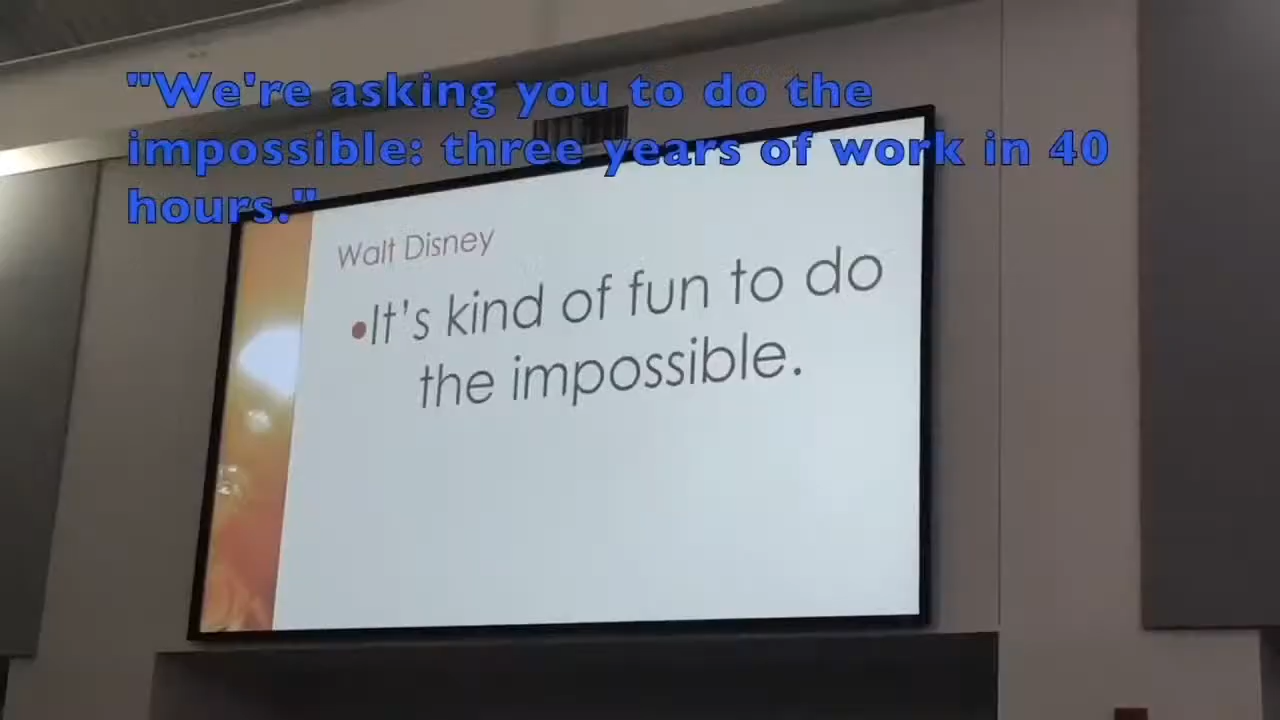 "We're asking you to do the
impossible: three years of work in 40
hours."
Walt Disney
•It's kind of fun to do
the impossible.